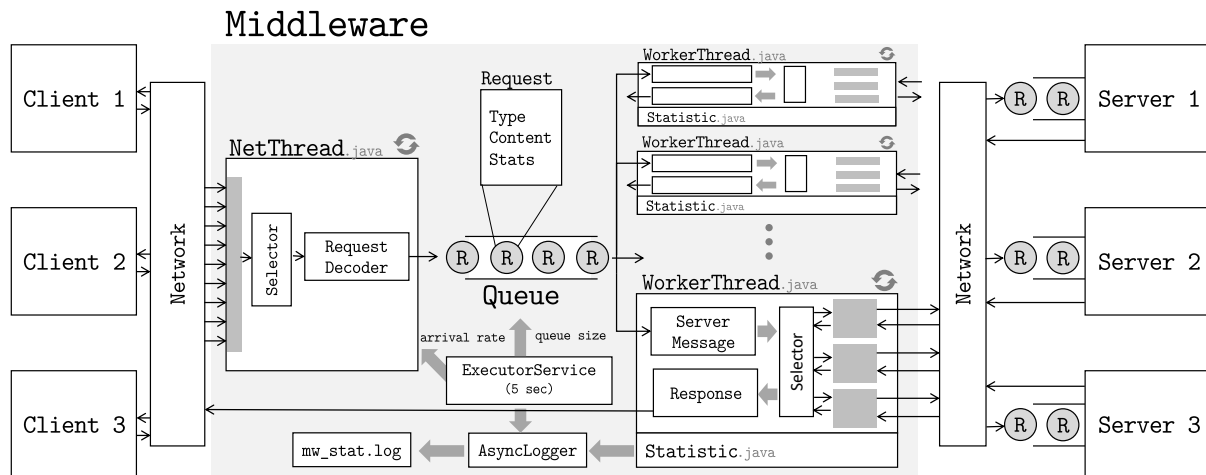 Middleware
Client 1
Client 2
Client 3
Network
NetThread.java
Selector
Request
Decoder
Request
Type
Content
Stats
R
R
R
R
Queue
arrival rate
queue size
ExecutorService
(5 sec)
AsyncLogger
mw_stat.log
WorkerThread.java
Statistic.java
WorkerThread.java
Statistic.java
WorkerThread.java
Server
Message
Response
Selector
Statistic.java
Network
R
R
Server 1
R
R
Server 2
R
R
Server 3